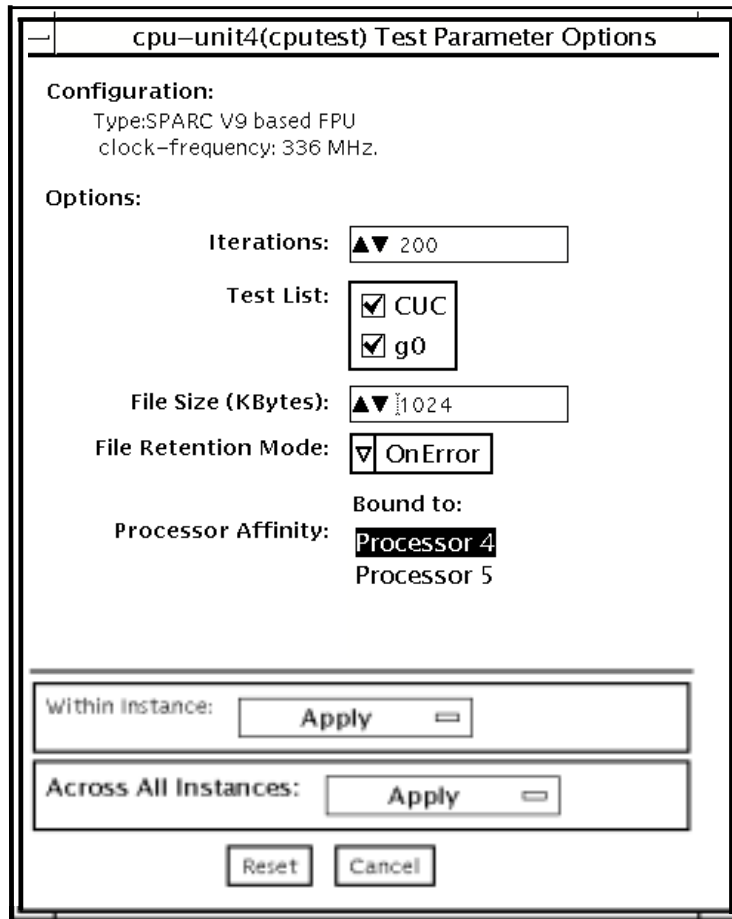 cpu-unit4(cputest) Test Parameter Options
Configuration:
Type:SPARC V9 based FPU
clock-frequency: 336 MHz.
Options:
Iterations: 200
Test List: CUC
g0
File Size (KBytes): 1024
File Retention Mode: OnError
Bound to:
Processor Affinity: Processor 4
Processor 5
Within Instance: Apply
Across All Instances: Apply
Reset Cancel